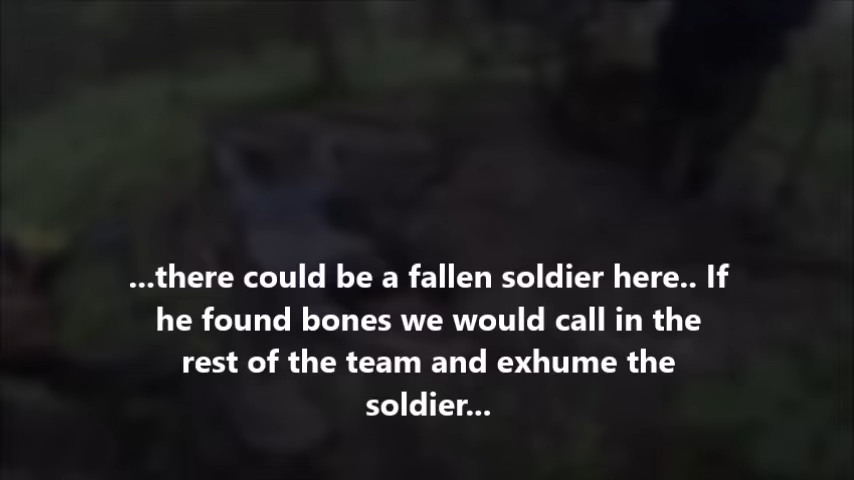 ...there could be a fallen soldier here.. If
he found bones we would call in the
rest of the team and exhume the
soldier...